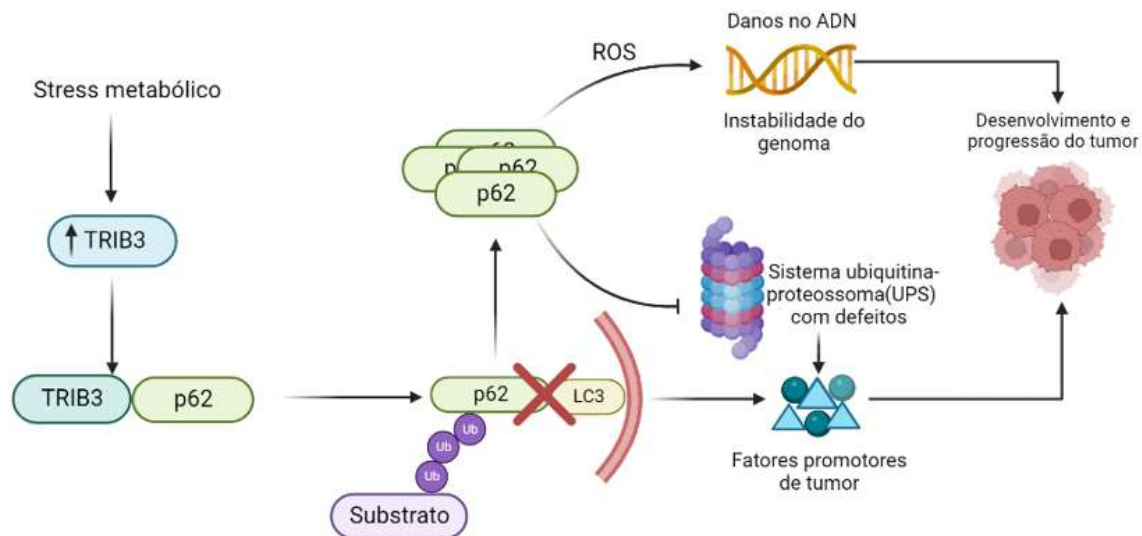 Stress metabólico
TRIB3
TRIB3
p62
p62
p62
p62
ROS
Danos no ADN
Instabilidade do
genoma
Desenvolvimento e
progressão do tumor
Sistema ubiquitina-
proteossoma(UPS)
com defeitos
p62
LC3
Ub
Ub
Ub
Substrato
Fatores promotores
de tumor